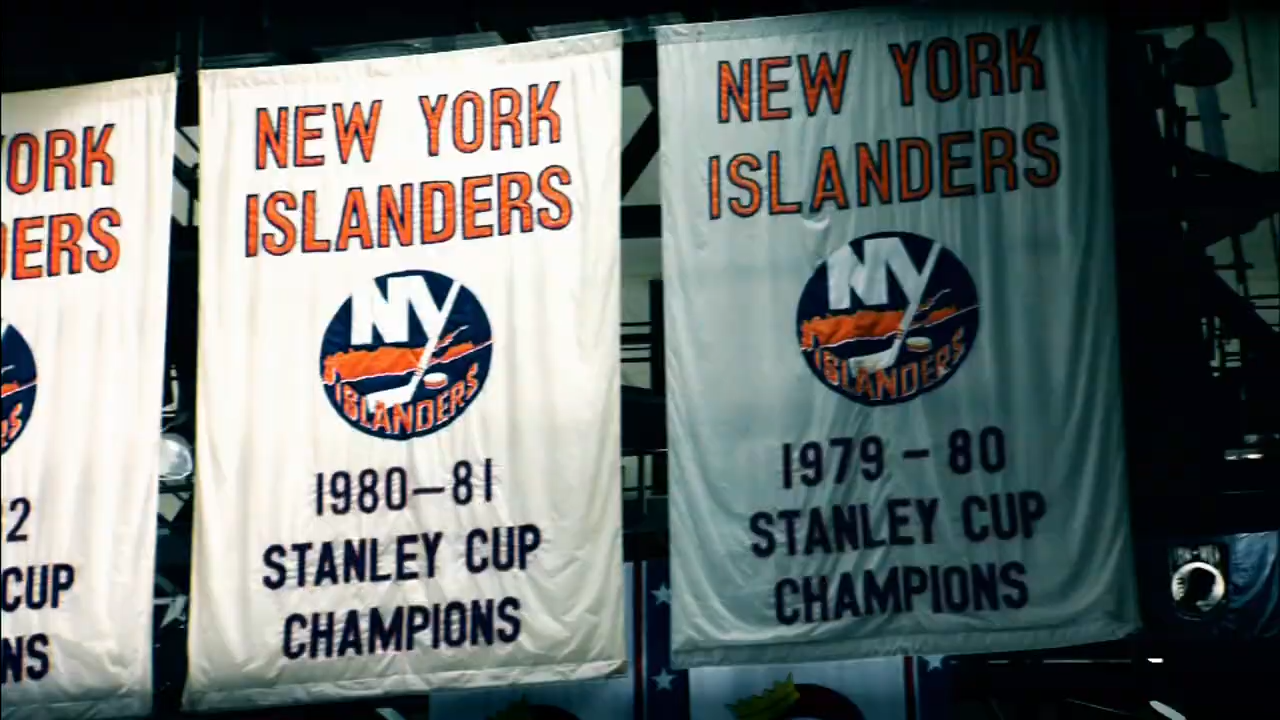 YORK
DERS
2
CUP
NS
NEW YORK
ISLANDERS
NY
ISLANDERS
1980-81
STANLEY CUP
CHAMPIONS
NEW YORK
ISLANDERS
NY
ISLANDERS
1979-80
STANLEY CUP
CHAMPIONS